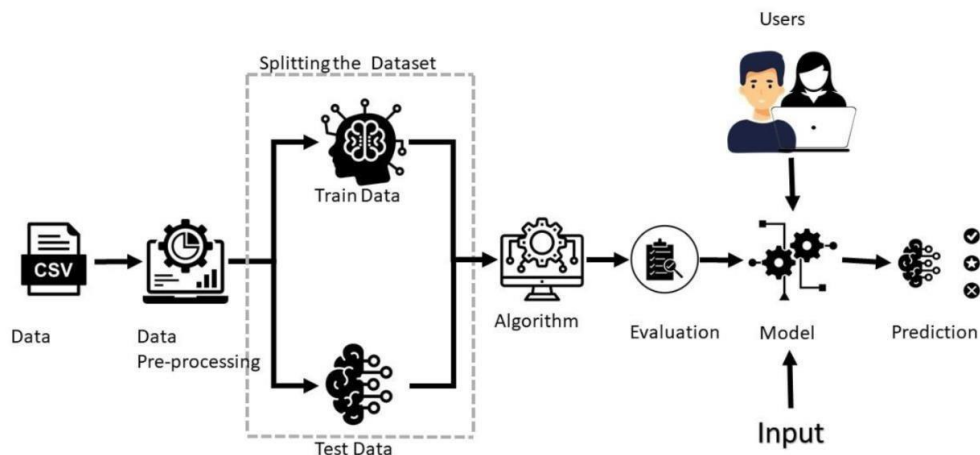 Users
Splitting the Dataset
Train Data
CSV
Data
Data
Pre-processing
Algorithm
Evaluation
Model
Prediction
Input
Test Data